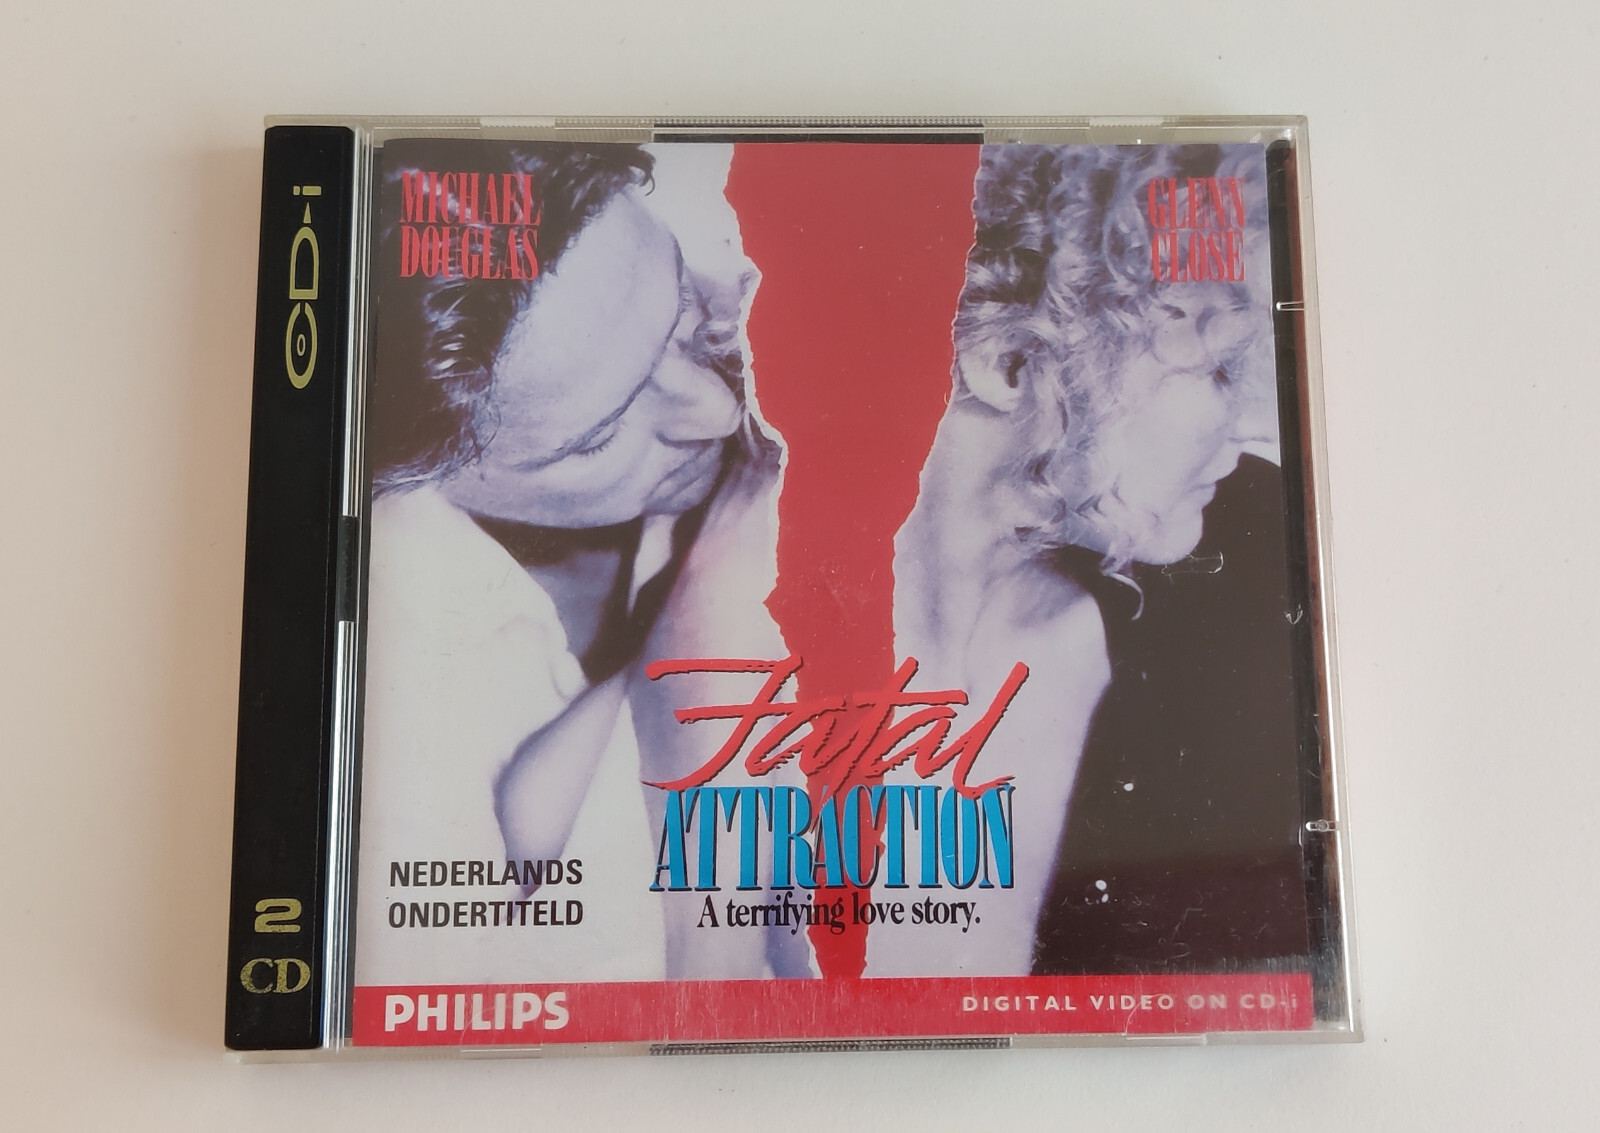 CD-i
2
CD
MICHAEL
DOUGLAS
GLENN
CLOSE
Fatal
ATTRACTION
A terrifying love story.
NEDERLANDS
ONDERTITELD
PHILIPS
DIGITAL VIDEO ON CD-i